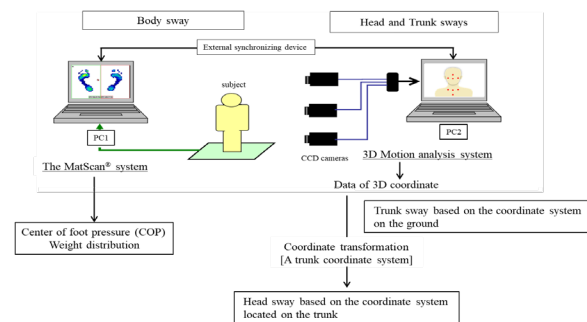 Body sway
Head and Trunk sways
External synchronizing device
subject
PC1
PC2
CCD cameras
The MatScan® system
3D Motion analysis system
Data of 3D coordinate
Center of foot pressure (COP)
Weight distribution
Trunk sway based on the coordinate system
on the ground
Coordinate transformation
[A trunk coordinate system]
Head sway based on the coordinate system
located on the trunk